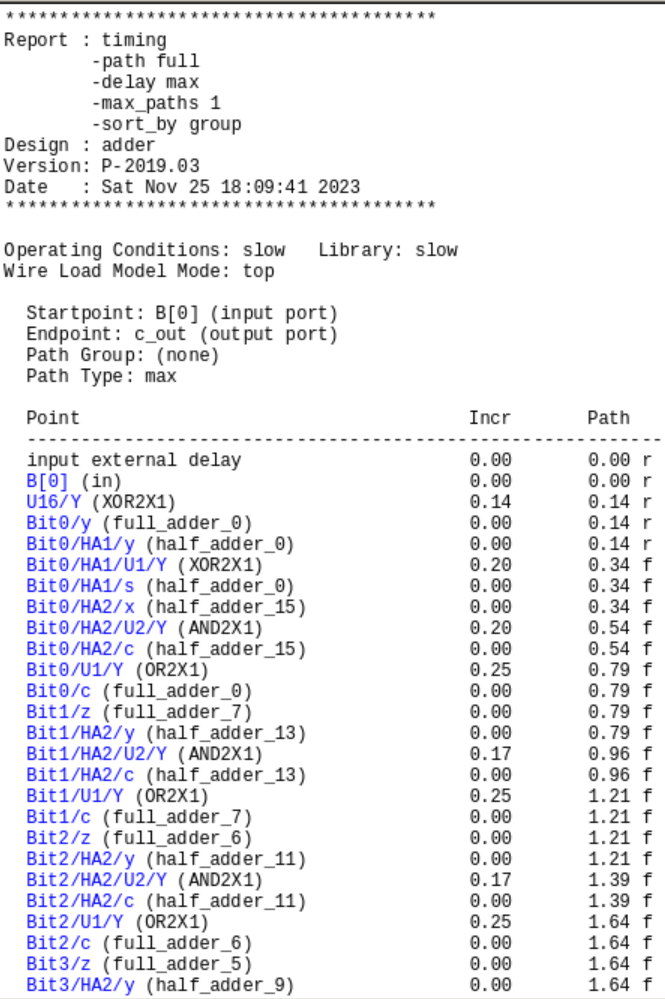 ****************************************
Report : timing
        -path full
        -delay max
        -max_paths 1
        -sort_by group
Design : adder
Version: P-2019.03
Date   : Sat Nov 25 18:09:41 2023
****************************************
Operating Conditions: slow   Library: slow
Wire Load Model Mode: top
  Startpoint: B[0] (input port)
  Endpoint: c_out (output port)
  Path Group: (none)
  Path Type: max
  Point                                    Incr       Path
  -----------------------------------------------------------
  input external delay                     0.00       0.00 r
  B[0] (in)                                0.00       0.00 r
  U16/Y (XOR2X1)                           0.14       0.14 r
  Bit0/y (full_adder_0)                    0.00       0.14 r
  Bit0/HA1/y (half_adder_0)                0.00       0.14 r
  Bit0/HA1/U1/Y (XOR2X1)                   0.20       0.34 f
  Bit0/HA1/s (half_adder_0)                0.00       0.34 f
  Bit0/HA2/x (half_adder_15)               0.00       0.34 f
  Bit0/HA2/U2/Y (AND2X1)                   0.20       0.54 f
  Bit0/HA2/c (half_adder_15)               0.00       0.54 f
  Bit0/U1/Y (OR2X1)                        0.25       0.79 f
  Bit0/c (full_adder_0)                    0.00       0.79 f
  Bit1/z (full_adder_7)                    0.00       0.79 f
  Bit1/HA2/y (half_adder_13)               0.00       0.79 f
  Bit1/HA2/U2/Y (AND2X1)                   0.17       0.96 f
  Bit1/HA2/c (half_adder_13)               0.00       0.96 f
  Bit1/U1/Y (OR2X1)                        0.25       1.21 f
  Bit1/c (full_adder_7)                    0.00       1.21 f
  Bit2/z (full_adder_6)                    0.00       1.21 f
  Bit2/HA2/y (half_adder_11)               0.00       1.21 f
  Bit2/HA2/U2/Y (AND2X1)                   0.17       1.39 f
  Bit2/HA2/c (half_adder_11)               0.00       1.39 f
  Bit2/U1/Y (OR2X1)                        0.25       1.64 f
  Bit2/c (full_adder_6)                    0.00       1.64 f
  Bit3/z (full_adder_5)                    0.00       1.64 f
  Bit3/HA2/y (half_adder_9)                0.00       1.64 f